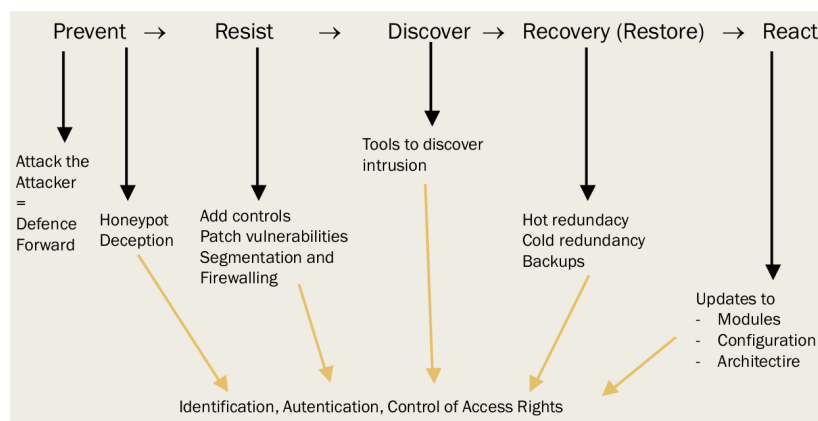 Prevent → Resist → Discover → Recovery (Restore) → React
Attack the
Attacker
=
Defence
Forward
Honeypot
Deception
Add controls
Patch vulnerabilities
Segmentation and
Firewalling
Tools to discover
intrusion
Hot redundacy
Cold redundancy
Backups
Updates to
- Modules
- Configuration
- Architectire
Identification, Autentication, Control of Access Rights